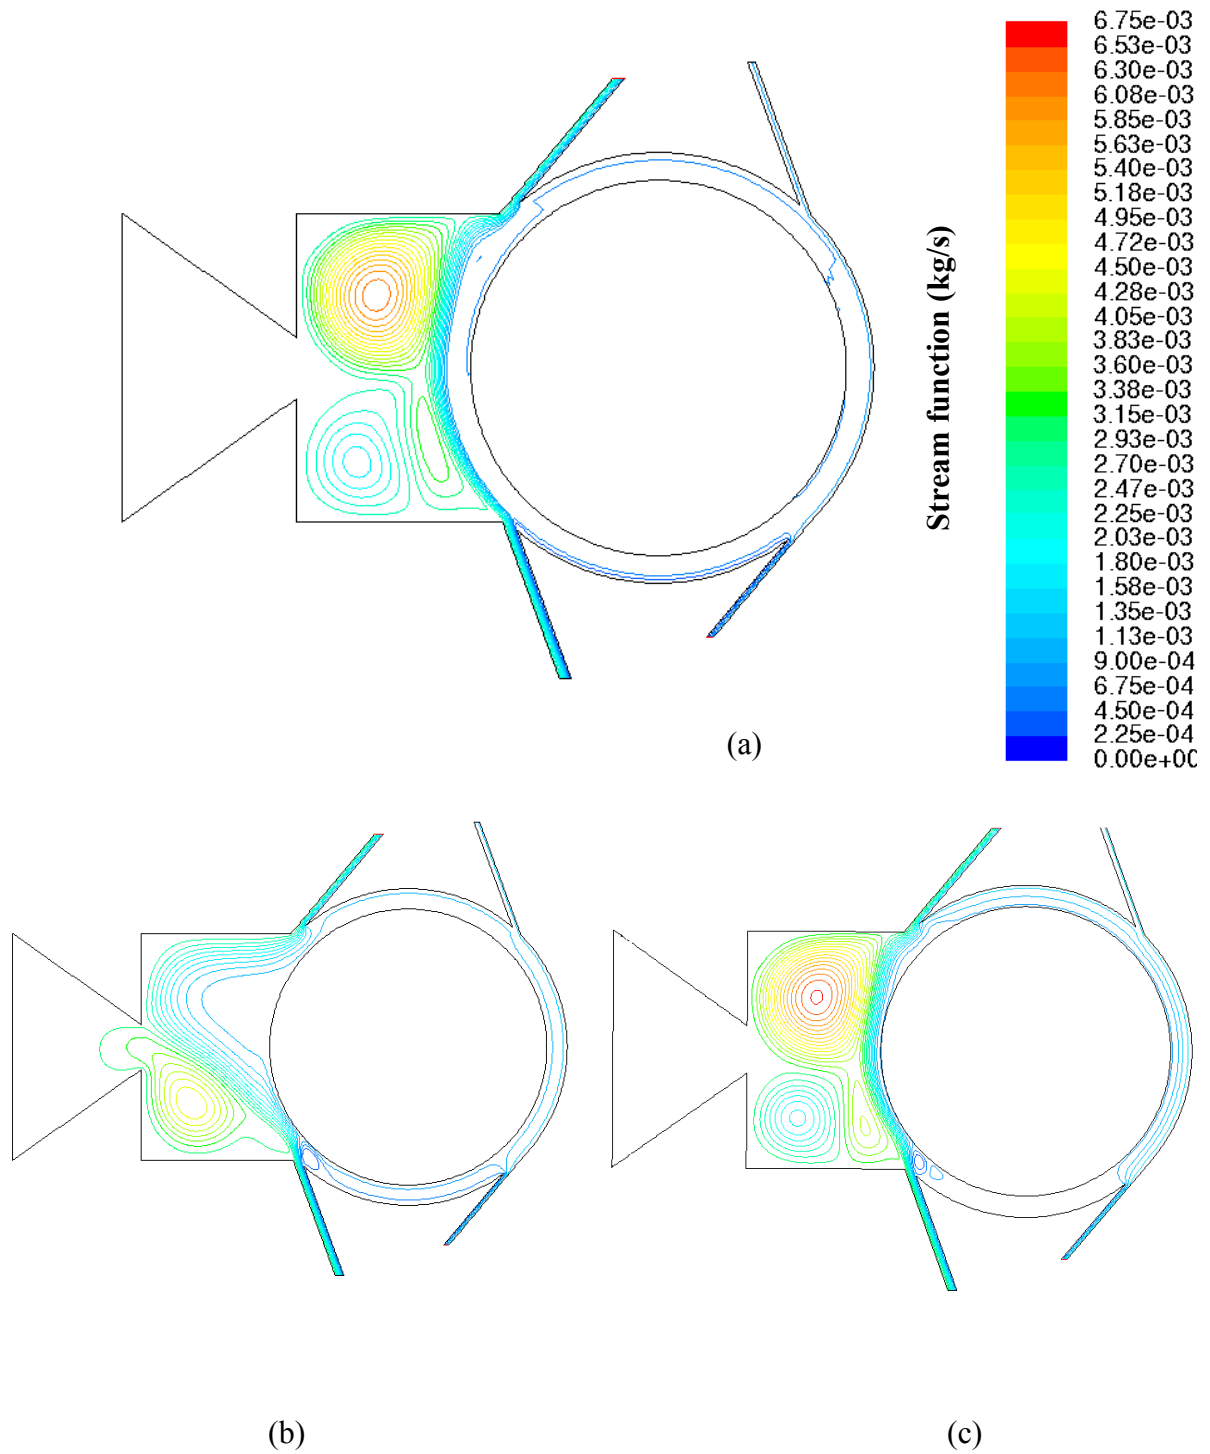 6.75e-03
6.53e-03
6.30e-03
6.08e-03
5.85e-03
5.63e-03
5.40e-03
5.18e-03
4.95e-03
4.72e-03
4.50e-03
4.28e-03
4.05e-03
3.83e-03
3.60e-03
3.38e-03
3.15e-03
2.93e-03
2.70e-03
2.47e-03
2.25e-03
2.03e-03
1.80e-03
1.58e-03
1.35e-03
1.13e-03
9.00e-04
6.75e-04
4.50e-04
2.25e-04
0.00e+00
Stream function (kg/s)
(a)
(b)
(c)